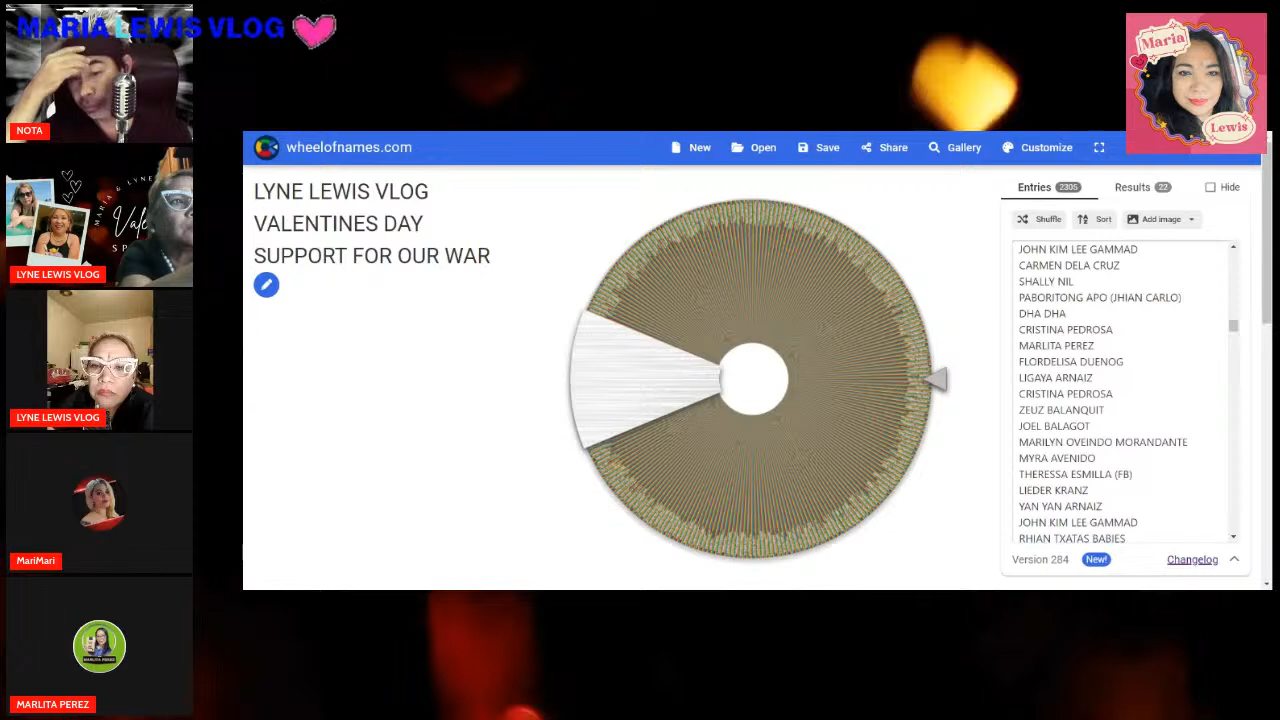 MARIA LEWIS VLOG
Maria
Lewis
NOTA
MARIA & LYNE
LYNE LEWIS VLOG
LYNE LEWIS VLOG
MariMari
MARLITA PEREZ
MARLITA PEREZ
wheelofnames.com
New
Open
Save
Share
Gallery
Customize
LYNE LEWIS VLOG
VALENTINES DAY
SUPPORT FOR OUR WAR
Entries 2305
Results 22
Hide
Shuffle
Sort
Add image
JOHN KIM LEE GAMMAD
CARMEN DELA CRUZ
SHALLY NIL
PABORITONG APO (JHIAN CARLO)
DHA DHA
CRISTINA PEDROSA
MARLITA PEREZ
FLORDELISA DUENOG
LIGAYA ARNAIZ
CRISTINA PEDROSA
ZEUZ BALANQUIT
JOEL BALAGOT
MARILYN OVEINDO MORANDANTE
MYRA AVENIDO
THERESSA ESMILLA (FB)
LIEDER KRANZ
YAN YAN ARNAIZ
JOHN KIM LEE GAMMAD
RHIAN TXATAS BABIES
Version 284
New!
Changelog